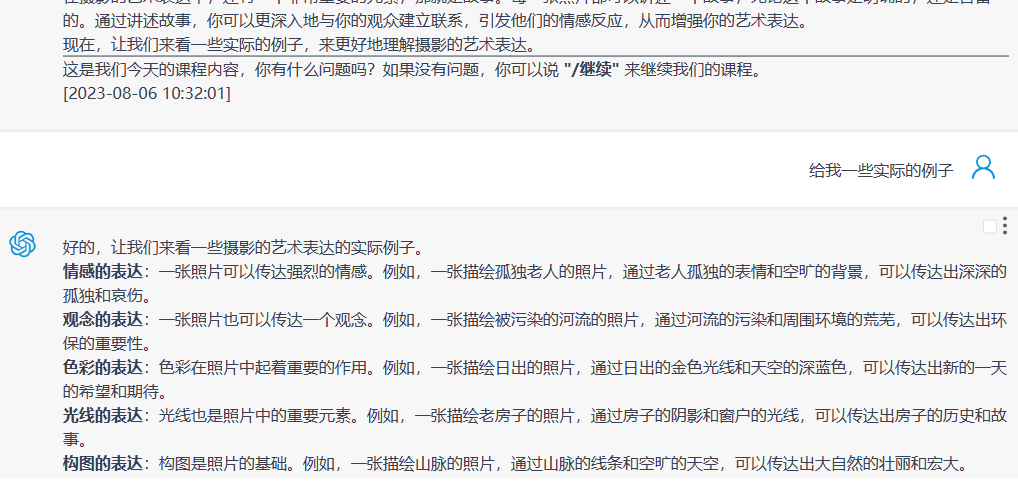 的。通过讲述故事，你可以更深入地与你的观众建立联系，引发他们的情感反应，从而增强你的艺术表达。
现在，让我们来看一些实际的例子，来更好地理解摄影的艺术表达。
这是我们今天的课程内容，你有什么问题吗？如果没有问题，你可以说 "/继续" 来继续我们的课程。
[2023-08-06 10:32:01]
给我一些实际的例子
好的，让我们来看一些摄影的艺术表达的实际例子。
情感的表达：一张照片可以传达强烈的情感。例如，一张描绘孤独老人的照片，通过老人孤独的表情和空旷的背景，可以传达出深深的
孤独和哀伤。
观念的表达：一张照片也可以传达一个观念。例如，一张描绘被污染的河流的照片，通过河流的污染和周围环境的荒芜，可以传达出环
保的重要性。
色彩的表达：色彩在照片中起着重要的作用。例如，一张描绘日出的照片，通过日出的金色光线和天空的深蓝色，可以传达出新的一天
的希望和期待。
光线的表达：光线也是照片中的重要元素。例如，一张描绘老房子的照片，通过房子的阴影和窗户的光线，可以传达出房子的历史和故
事。
构图的表达：构图是照片的基础。例如，一张描绘山脉的照片，通过山脉的线条和空旷的天空，可以传达出大自然的壮丽和宏大。